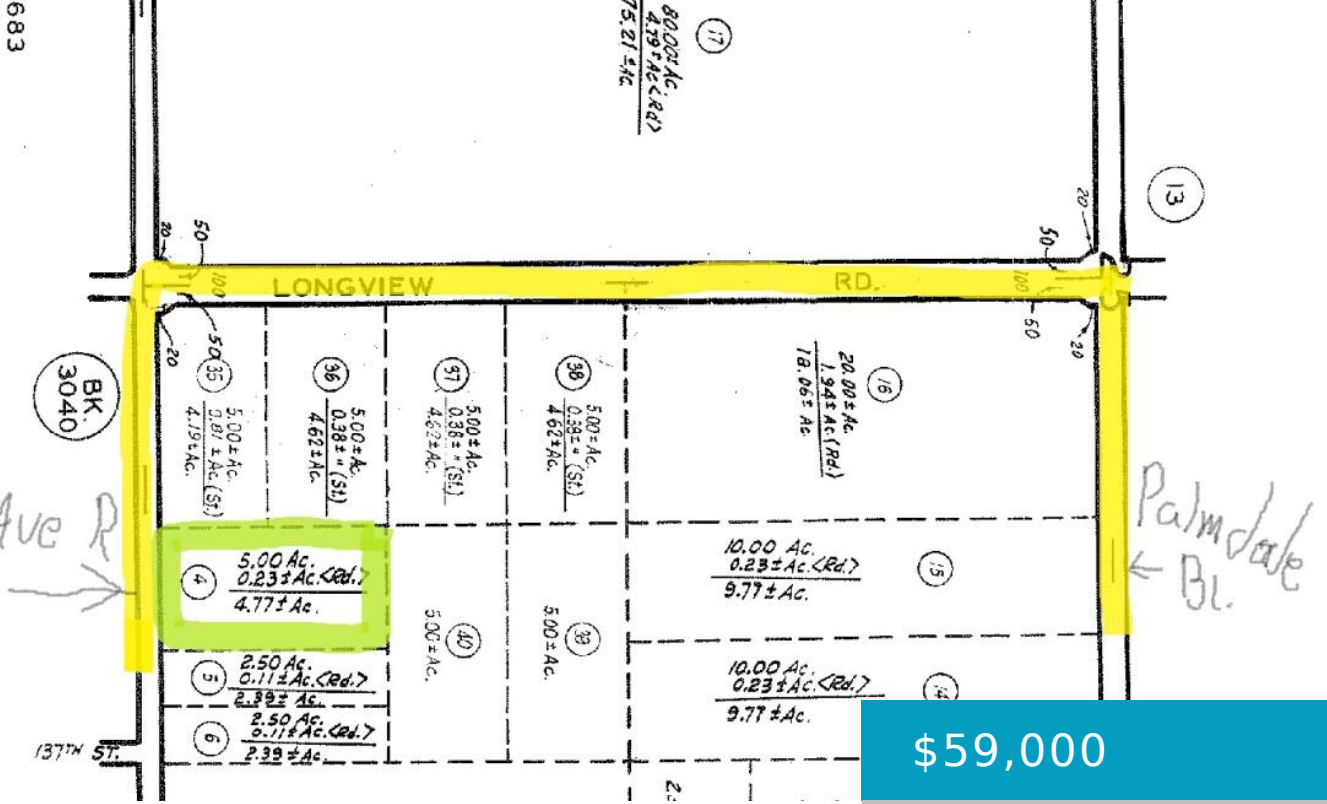 683
17
80.00± Ac.
4.79± Ac<Rd>
75.21±Ac.
13
20
50
100
LONGVIEW RD.
20
50
100
50
20
50
20
BK.
3040
35
5.00±Ac.
0.81±Ac.(St)
4.19±Ac.
36
5.00±Ac.
0.38± " (St.)
4.62±Ac.
37
5.00±Ac.
0.38± " (St.)
4.62±Ac.
38
5.00±Ac.
0.38± " (St.)
4.62±Ac.
16
20.00±Ac.
1.94±Ac.(Rd.)
18.06± Ac.
Ave R
Palmdale
Bl.
4
5.00 Ac.
0.23±Ac.<Rd.>
4.77±Ac.
40
5.00±Ac.
39
5.00±Ac.
15
10.00 Ac.
0.23±Ac.<Rd.>
9.77±Ac.
5
2.50 Ac.
0.11±Ac.<Rd.>
2.39± Ac.
14
10.00 Ac.
0.23±Ac.<Rd.>
9.77±Ac.
6
2.50 Ac.
0.11±Ac.<Rd.>
2.39±Ac.
137TH ST.
$59,000